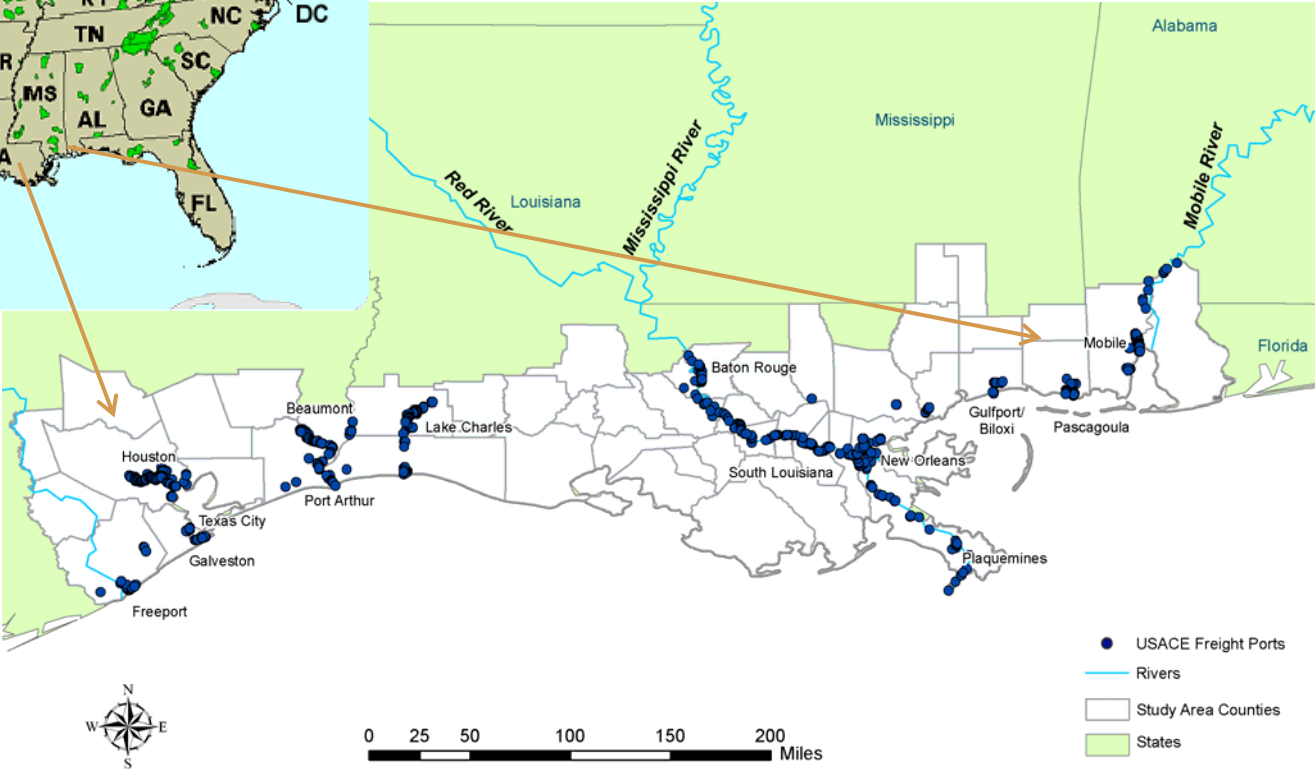 KY
NC
DC
TN
R
SC
MS
AL
GA
A
FL
Alabama
Mississippi
Mobile River
Mississippi River
Red River
Louisiana
Mobile
Florida
Baton Rouge
Beaumont
Lake Charles
Gulfport/
Biloxi
Pascagoula
Houston
New Orleans
South Louisiana
Port Arthur
Texas City
Galveston
Plaquemines
Freeport
USACE Freight Ports
Rivers
Study Area Counties
States
N
W
E
S
0 25 50 100 150 200
Miles